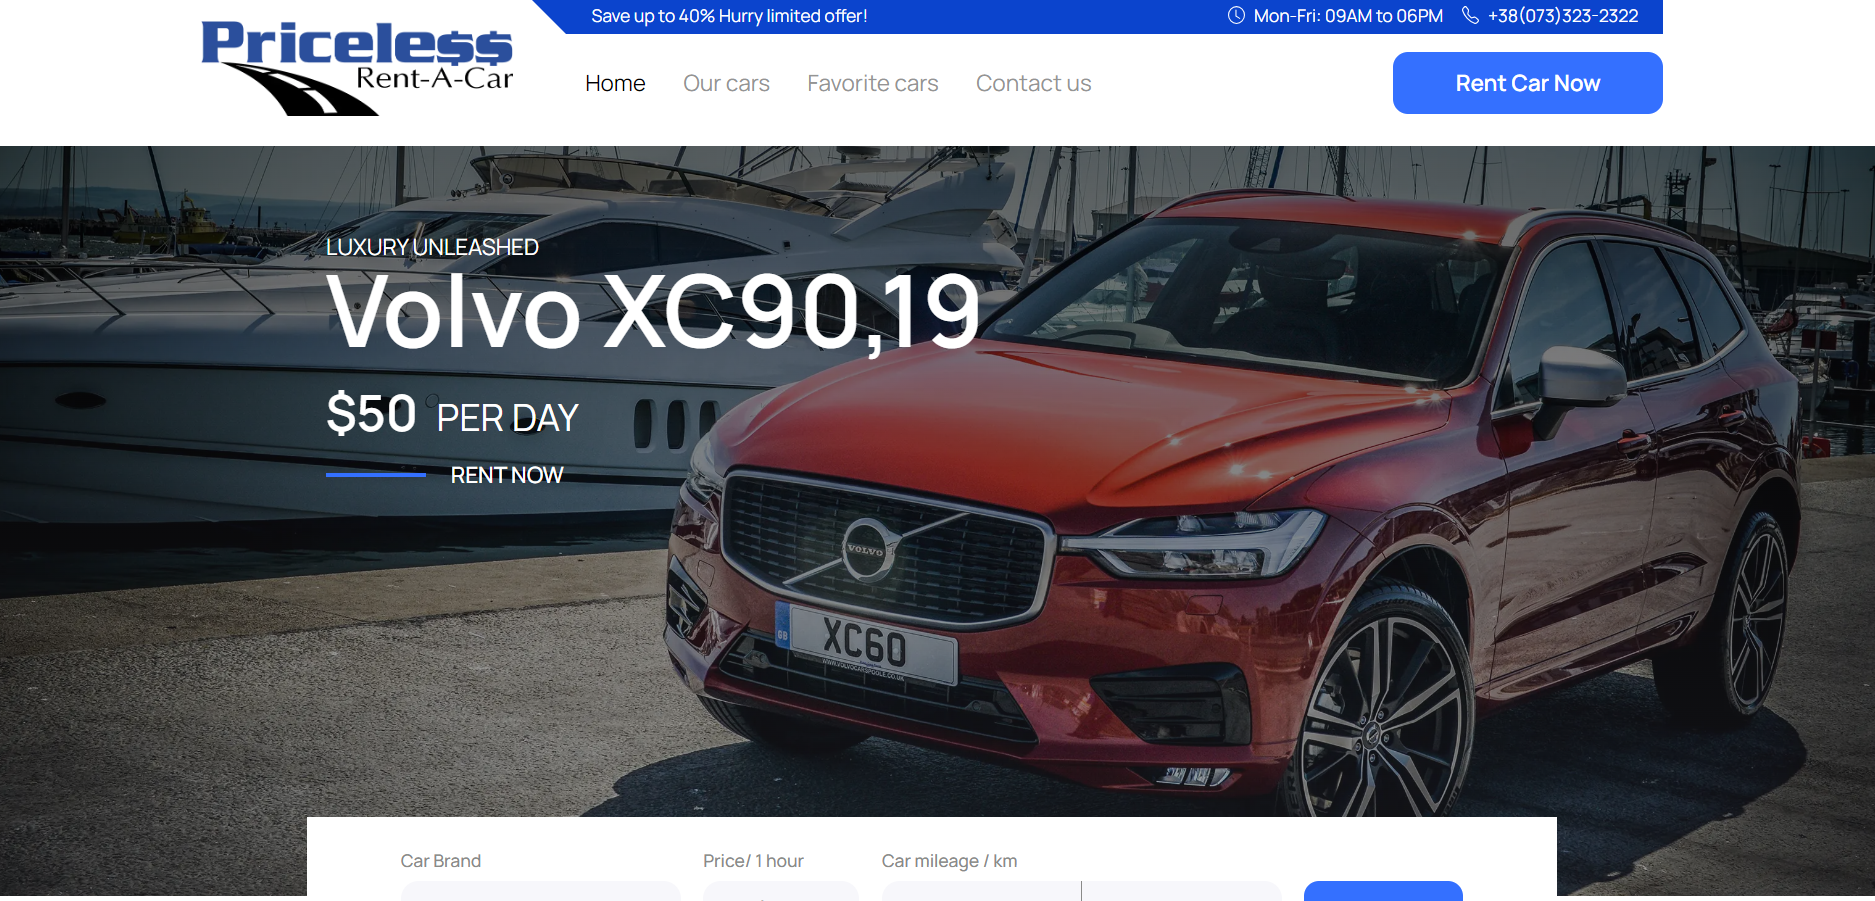 Pricele$$
Rent-A-Car
Save up to 40% Hurry limited offer!
Mon-Fri: 09AM to 06PM
+38(073)323-2322
Home
Our cars
Favorite cars
Contact us
Rent Car Now
LUXURY UNLEASHED
Volvo XC90,19
$50 PER DAY
RENT NOW
VOLVO
GB
XC60
Car Brand
Price/ 1 hour
Car mileage / km